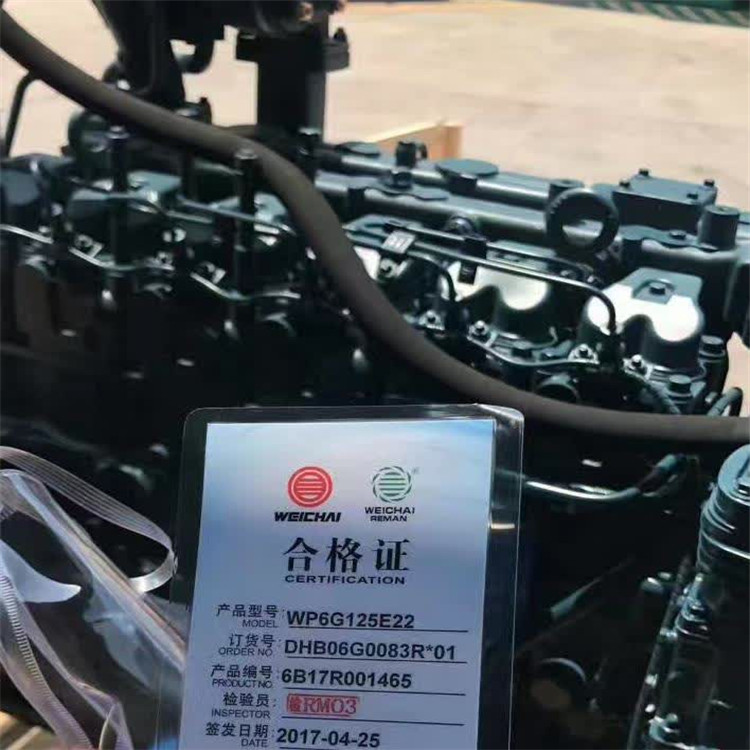 WEICHAI WEICHAI REMAN ®
合格证
CERTIFICATION
产品型号: MODEL WP6G125E22
订货号: ORDER NO DHB06G0083R*01
产品编号: PRODUCT NO. 6B17R001465
检验员: INSPECTOR RM03
签发日期: DATE 2017-04-25